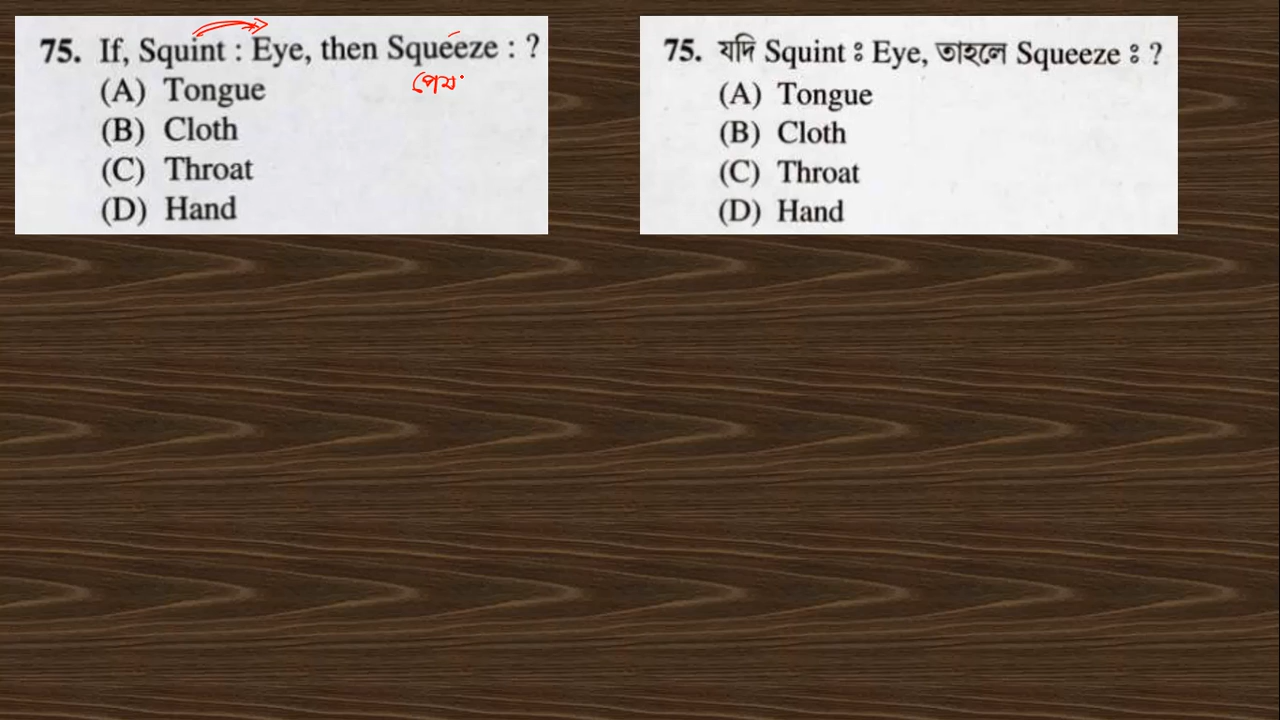 75. If, Squint : Eye, then Squeeze : ?
(A) Tongue
(B) Cloth
(C) Throat
(D) Hand
75. যদি Squint ঃ Eye, তাহলে Squeeze ঃ ?
(A) Tongue
(B) Cloth
(C) Throat
(D) Hand